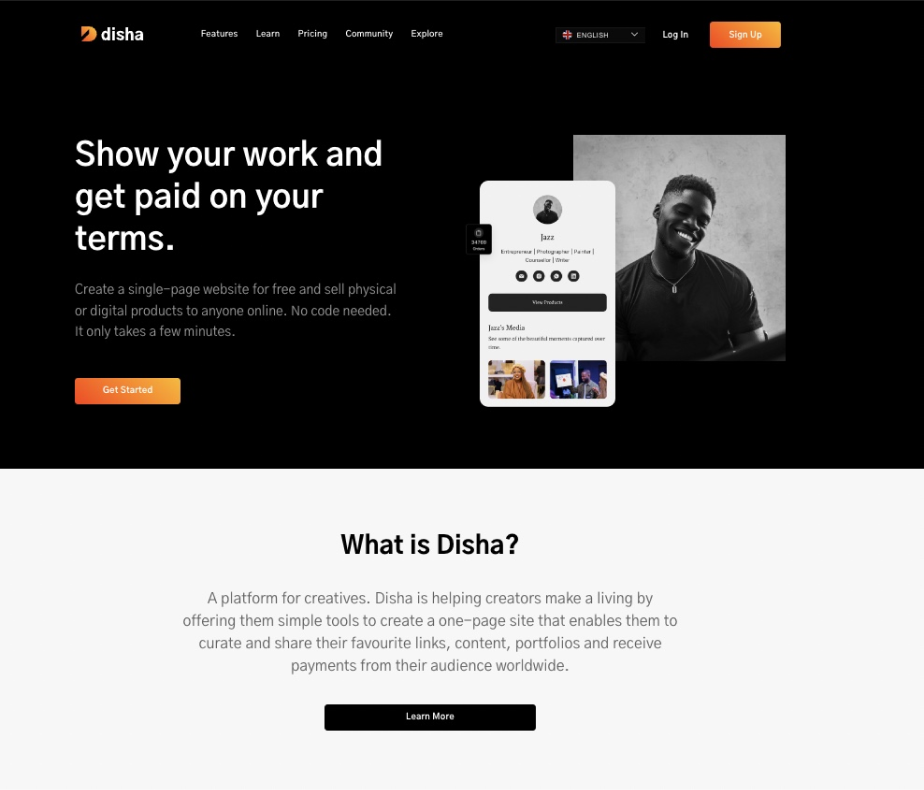 disha
Features
Learn
Pricing
Community
Explore
ENGLISH
Log In
Sign Up
Show your work and
get paid on your
terms.
Create a single-page website for free and sell physical
or digital products to anyone online. No code needed.
It only takes a few minutes.
Get Started
34789
Orders
Jazz
Entrepreneur | Photographer | Painter |
Counsellor | Writer
View Products
Jazz's Media
See some of the beautiful moments captured over
time.
What is Disha?
A platform for creatives. Disha is helping creators make a living by
offering them simple tools to create a one-page site that enables them to
curate and share their favourite links, content, portfolios and receive
payments from their audience worldwide.
Learn More